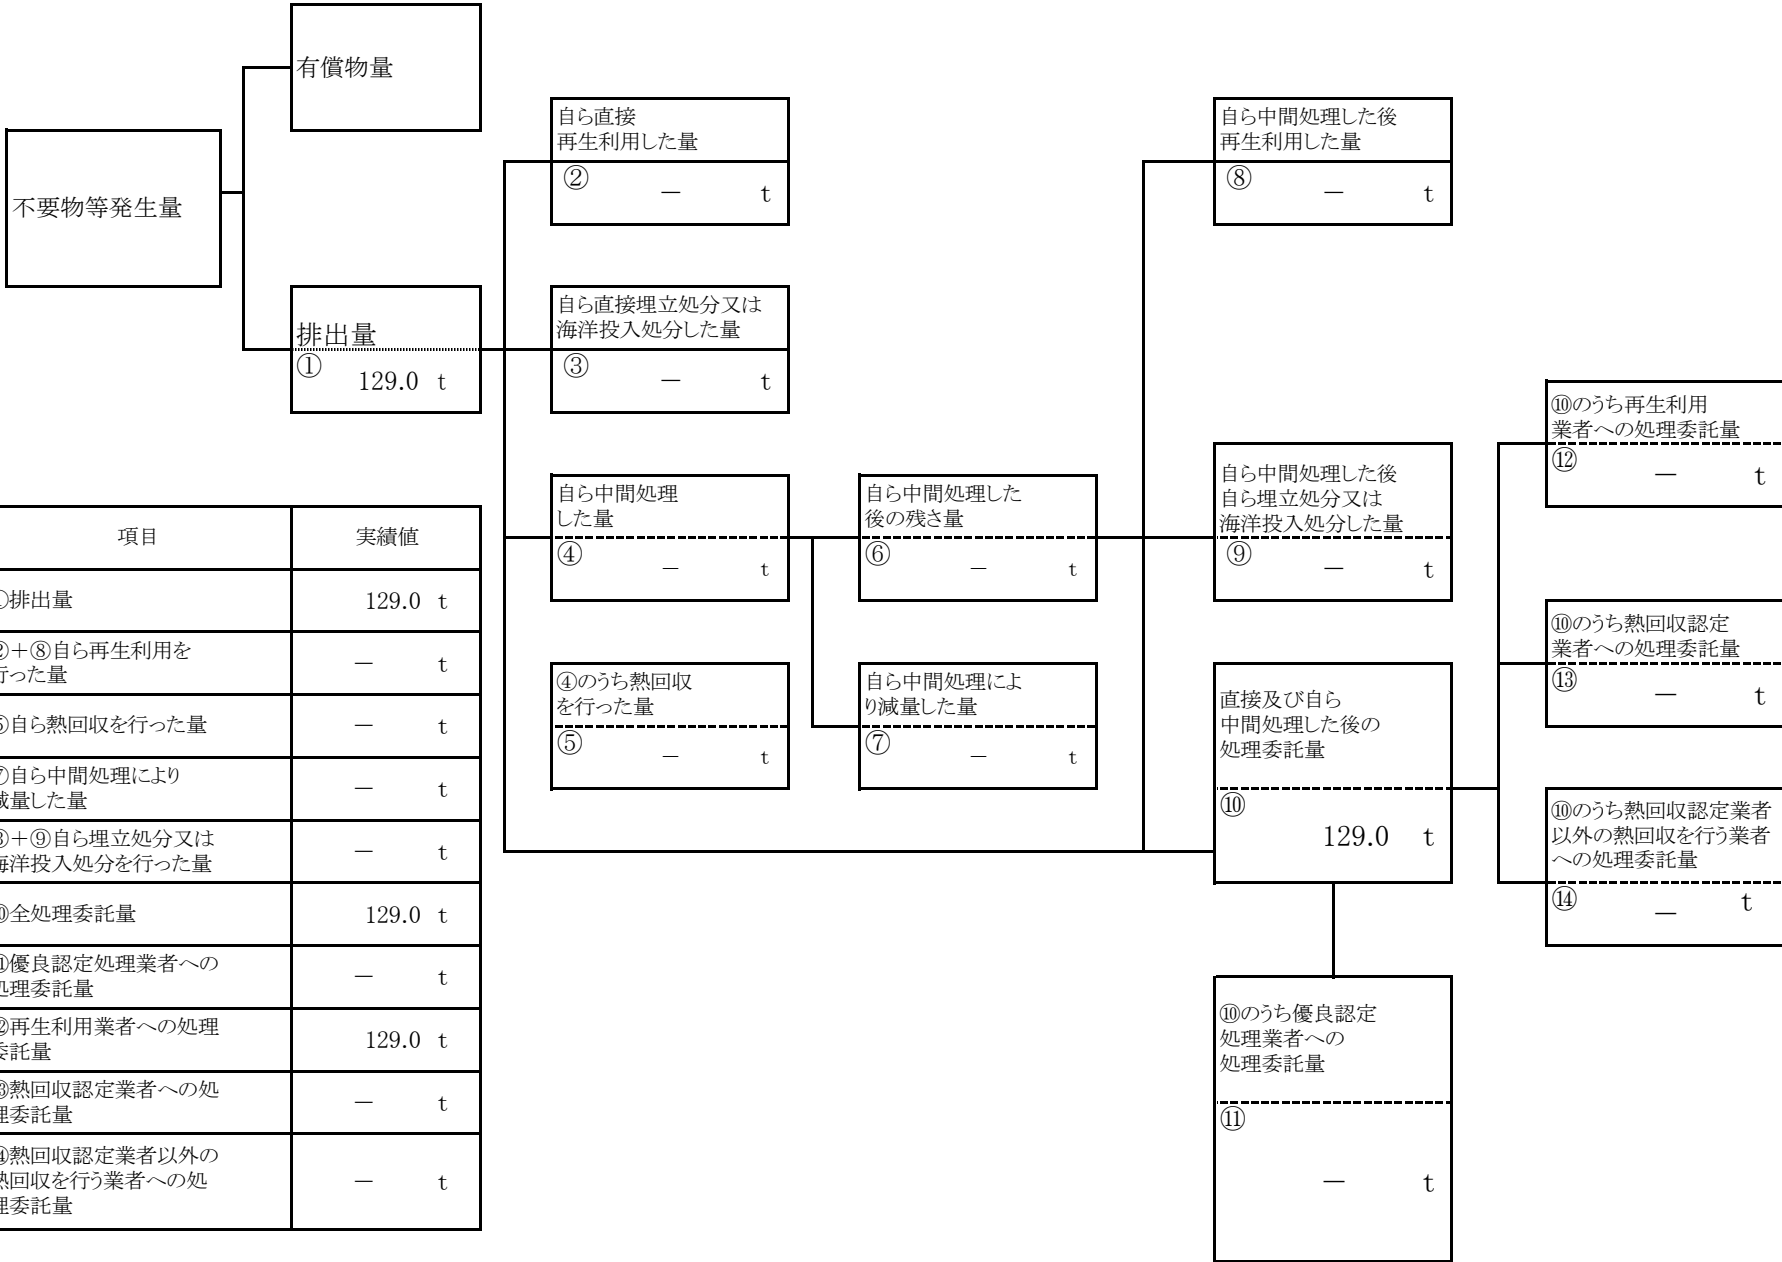 有償物量
不要物等発生量
排出量
①
129.0 t
自ら直接
再生利用した量
②
－ t
自ら直接埋立処分又は
海洋投入処分した量
③
－ t
自ら中間処理
した量
④
－ t
④のうち熱回収
を行った量
⑤
－ t
自ら中間処理した
後の残さ量
⑥
－ t
自ら中間処理によ
り減量した量
⑦
－ t
自ら中間処理した後
再生利用した量
⑧
－ t
自ら中間処理した後
自ら埋立処分又は
海洋投入処分した量
⑨
－ t
直接及び自ら
中間処理した後の
処理委託量
⑩
129.0 t
⑩のうち優良認定
処理業者への
処理委託量
⑪
－ t
⑩のうち再生利用
業者への処理委託量
⑫
－ t
⑩のうち熱回収認定
業者への処理委託量
⑬
－ t
⑩のうち熱回収認定業者
以外の熱回収を行う業者
への処理委託量
⑭
－ t
項目 実績値
①排出量 129.0 t
②＋⑧自ら再生利用を
行った量 － t
⑤自ら熱回収を行った量 － t
⑦自ら中間処理により
減量した量 － t
③＋⑨自ら埋立処分又は
海洋投入処分を行った量 － t
⑩全処理委託量 129.0 t
⑪優良認定処理業者への
処理委託量 － t
⑫再生利用業者への処理
委託量 129.0 t
⑬熱回収認定業者への処
理委託量 － t
⑭熱回収認定業者以外の
熱回収を行う業者への処
理委託量 － t